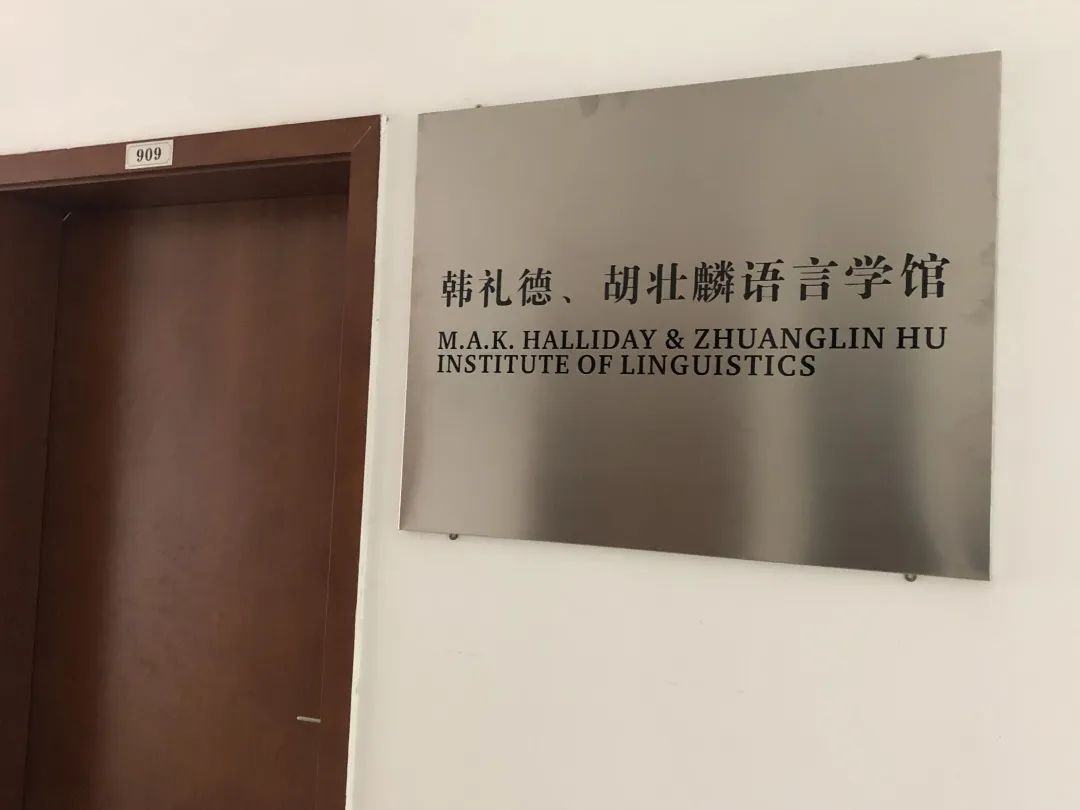 909
韩礼德、胡壮麟语言学馆
M.A.K. HALLIDAY & ZHUANGLIN HU
INSTITUTE OF LINGUISTICS